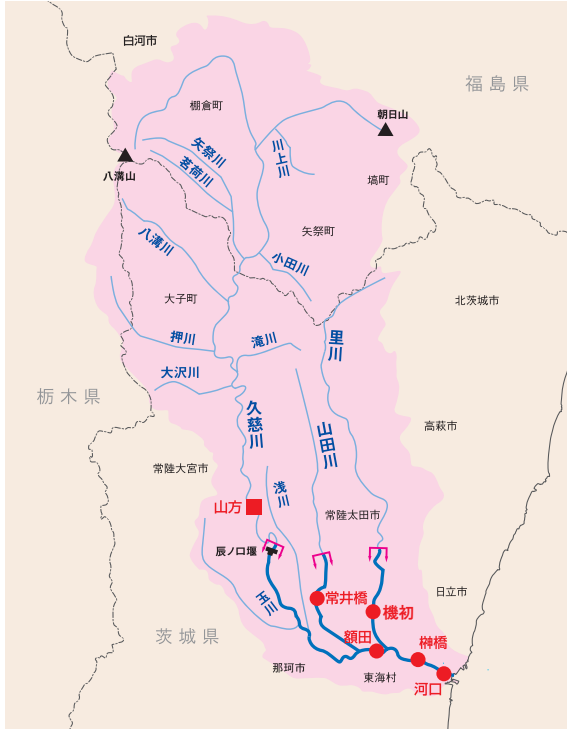 白河市
福島県
棚倉町
朝日山
矢祭川
川上川
茗荷川
八溝山
塙町
八溝川
矢祭町
小田川
大子町
北茨城市
押川
滝川
里川
大沢川
栃木県
久慈川
山田川
高萩市
常陸大宮市
浅川
山方
常陸太田市
辰ノ口堰
玉川
日立市
常井橋
機初
茨城県
額田
榊橋
那珂市
東海村
河口